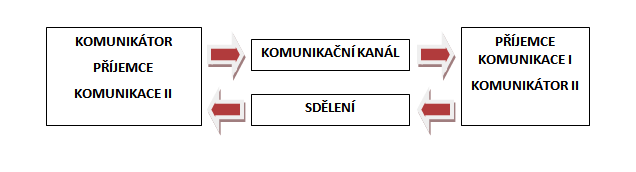 KOMUNIKÁTOR
PŘÍJEMCE
KOMUNIKACE II
KOMUNIKAČNÍ KANÁL
SDĚLENÍ
PŘÍJEMCE
KOMUNIKACE I
KOMUNIKÁTOR II